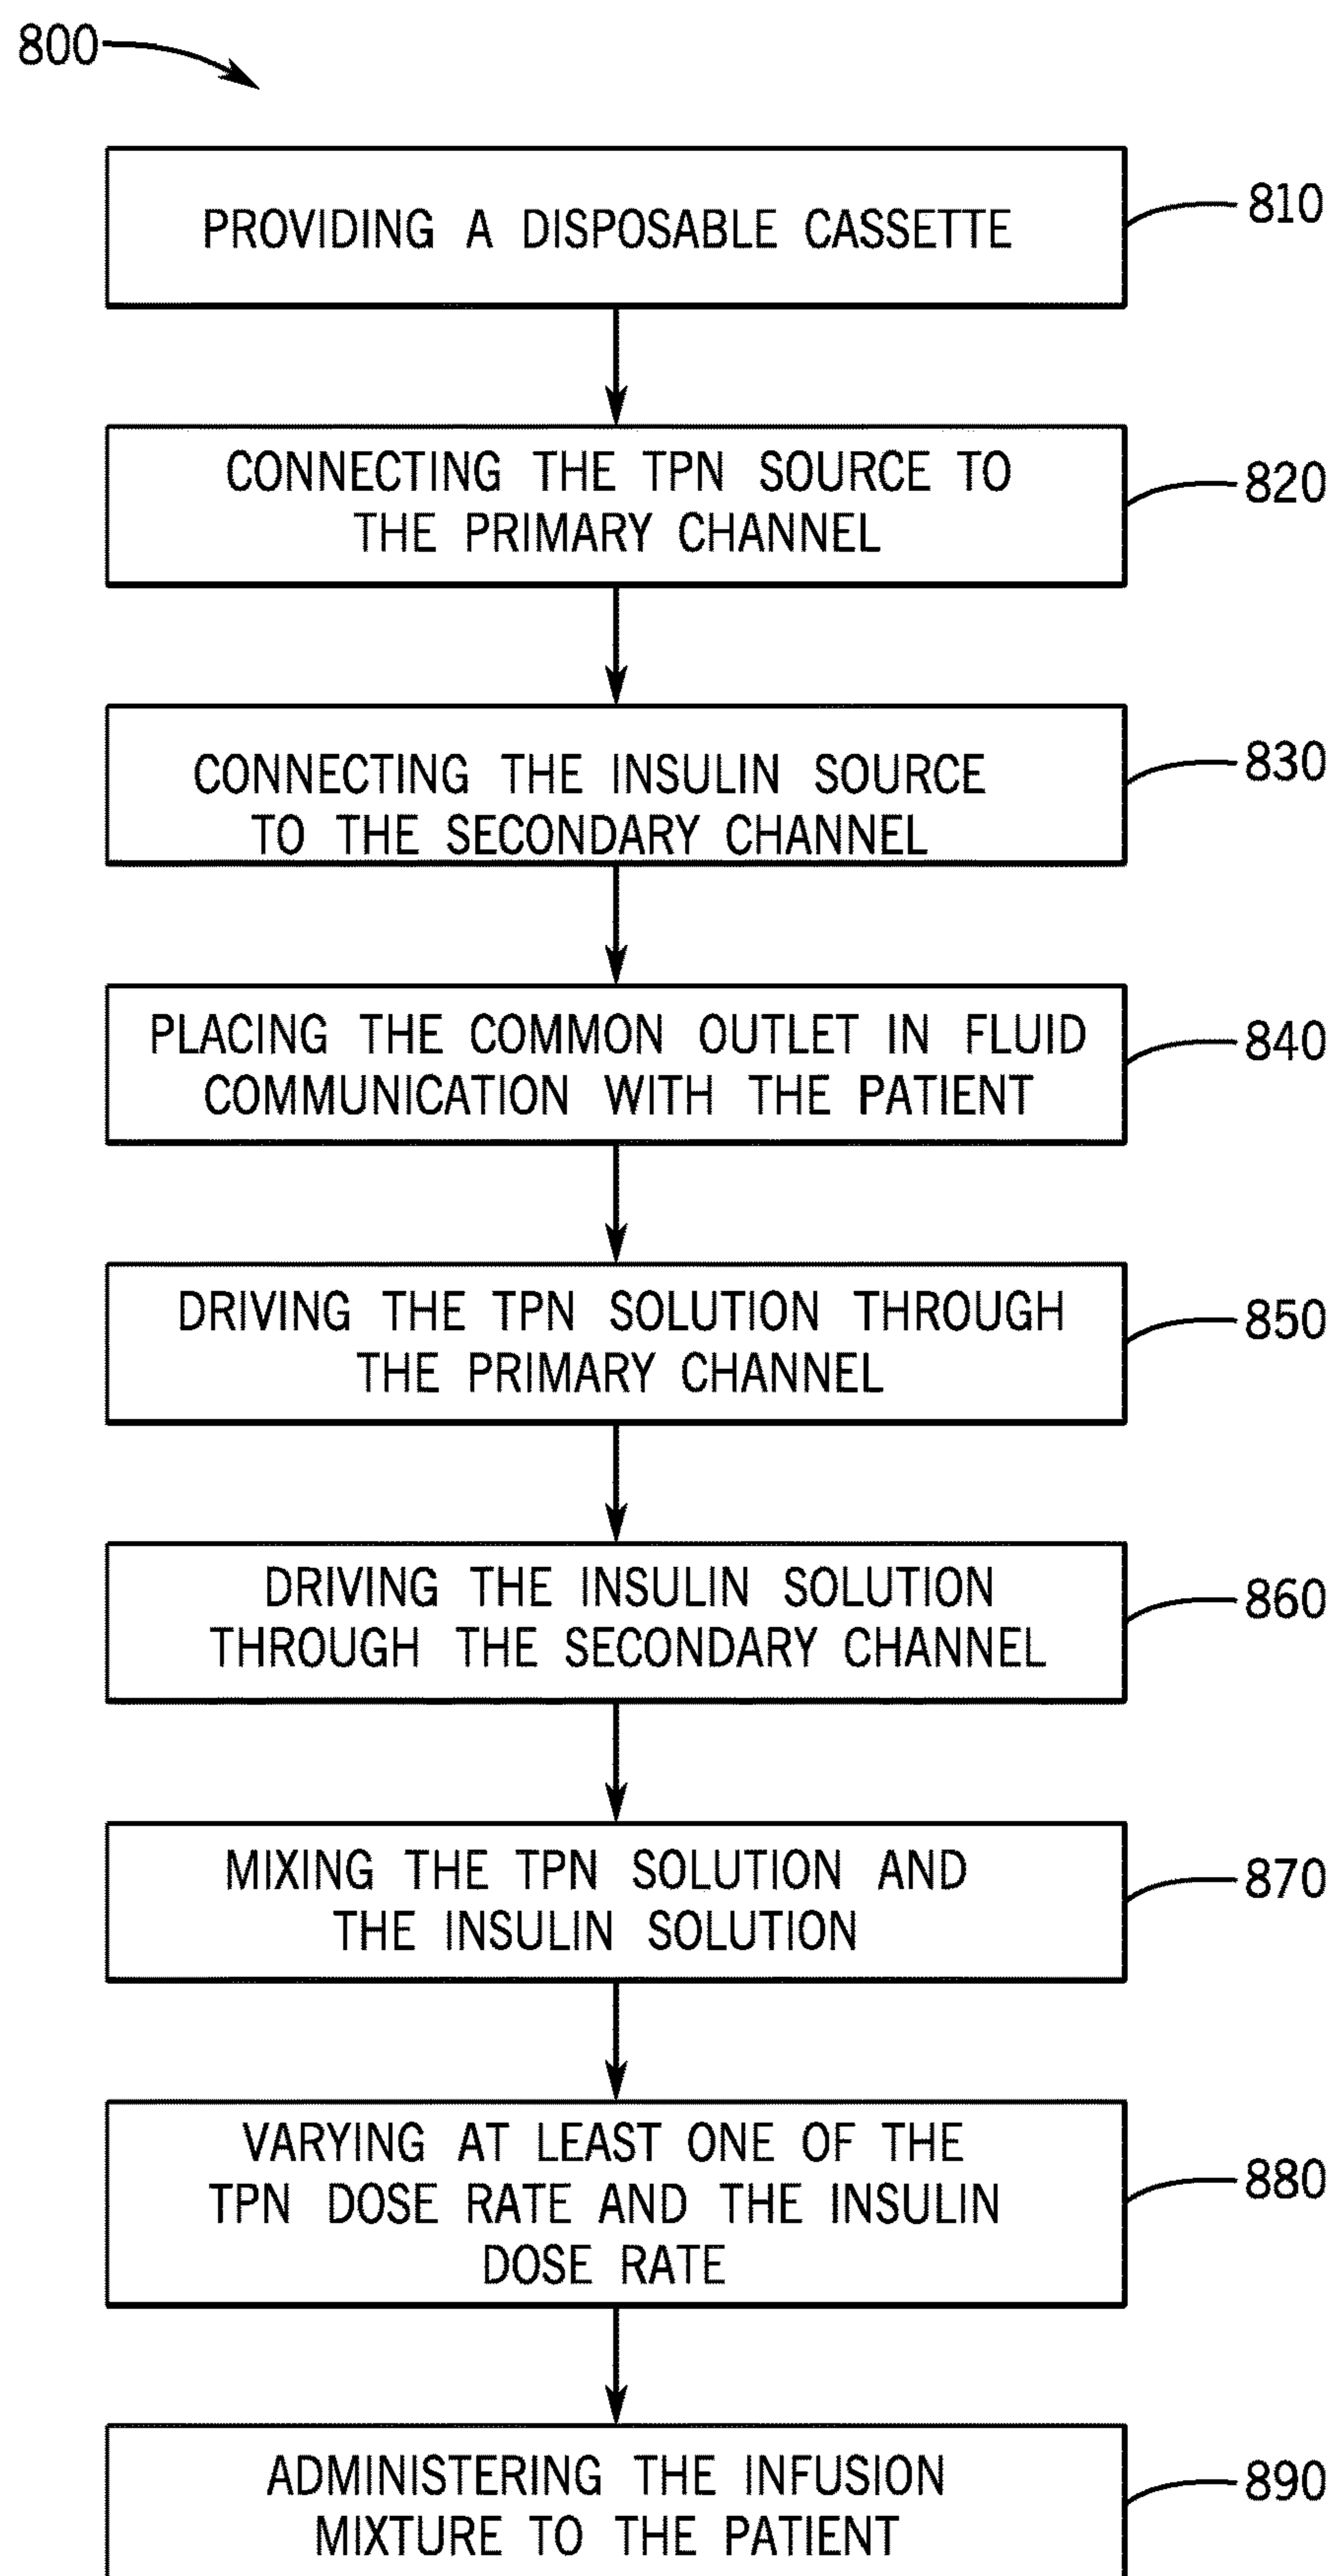 800
PROVIDING A DISPOSABLE CASSETTE
810
CONNECTING THE TPN SOURCE TO
THE PRIMARY CHANNEL
820
CONNECTING THE INSULIN SOURCE
TO THE SECONDARY CHANNEL
830
PLACING THE COMMON OUTLET IN FLUID
COMMUNICATION WITH THE PATIENT
840
DRIVING THE TPN SOLUTION THROUGH
THE PRIMARY CHANNEL
850
DRIVING THE INSULIN SOLUTION
THROUGH THE SECONDARY CHANNEL
860
MIXING THE TPN SOLUTION AND
THE INSULIN SOLUTION
870
VARYING AT LEAST ONE OF THE
TPN DOSE RATE AND THE INSULIN
DOSE RATE
880
ADMINISTERING THE INFUSION
MIXTURE TO THE PATIENT
890